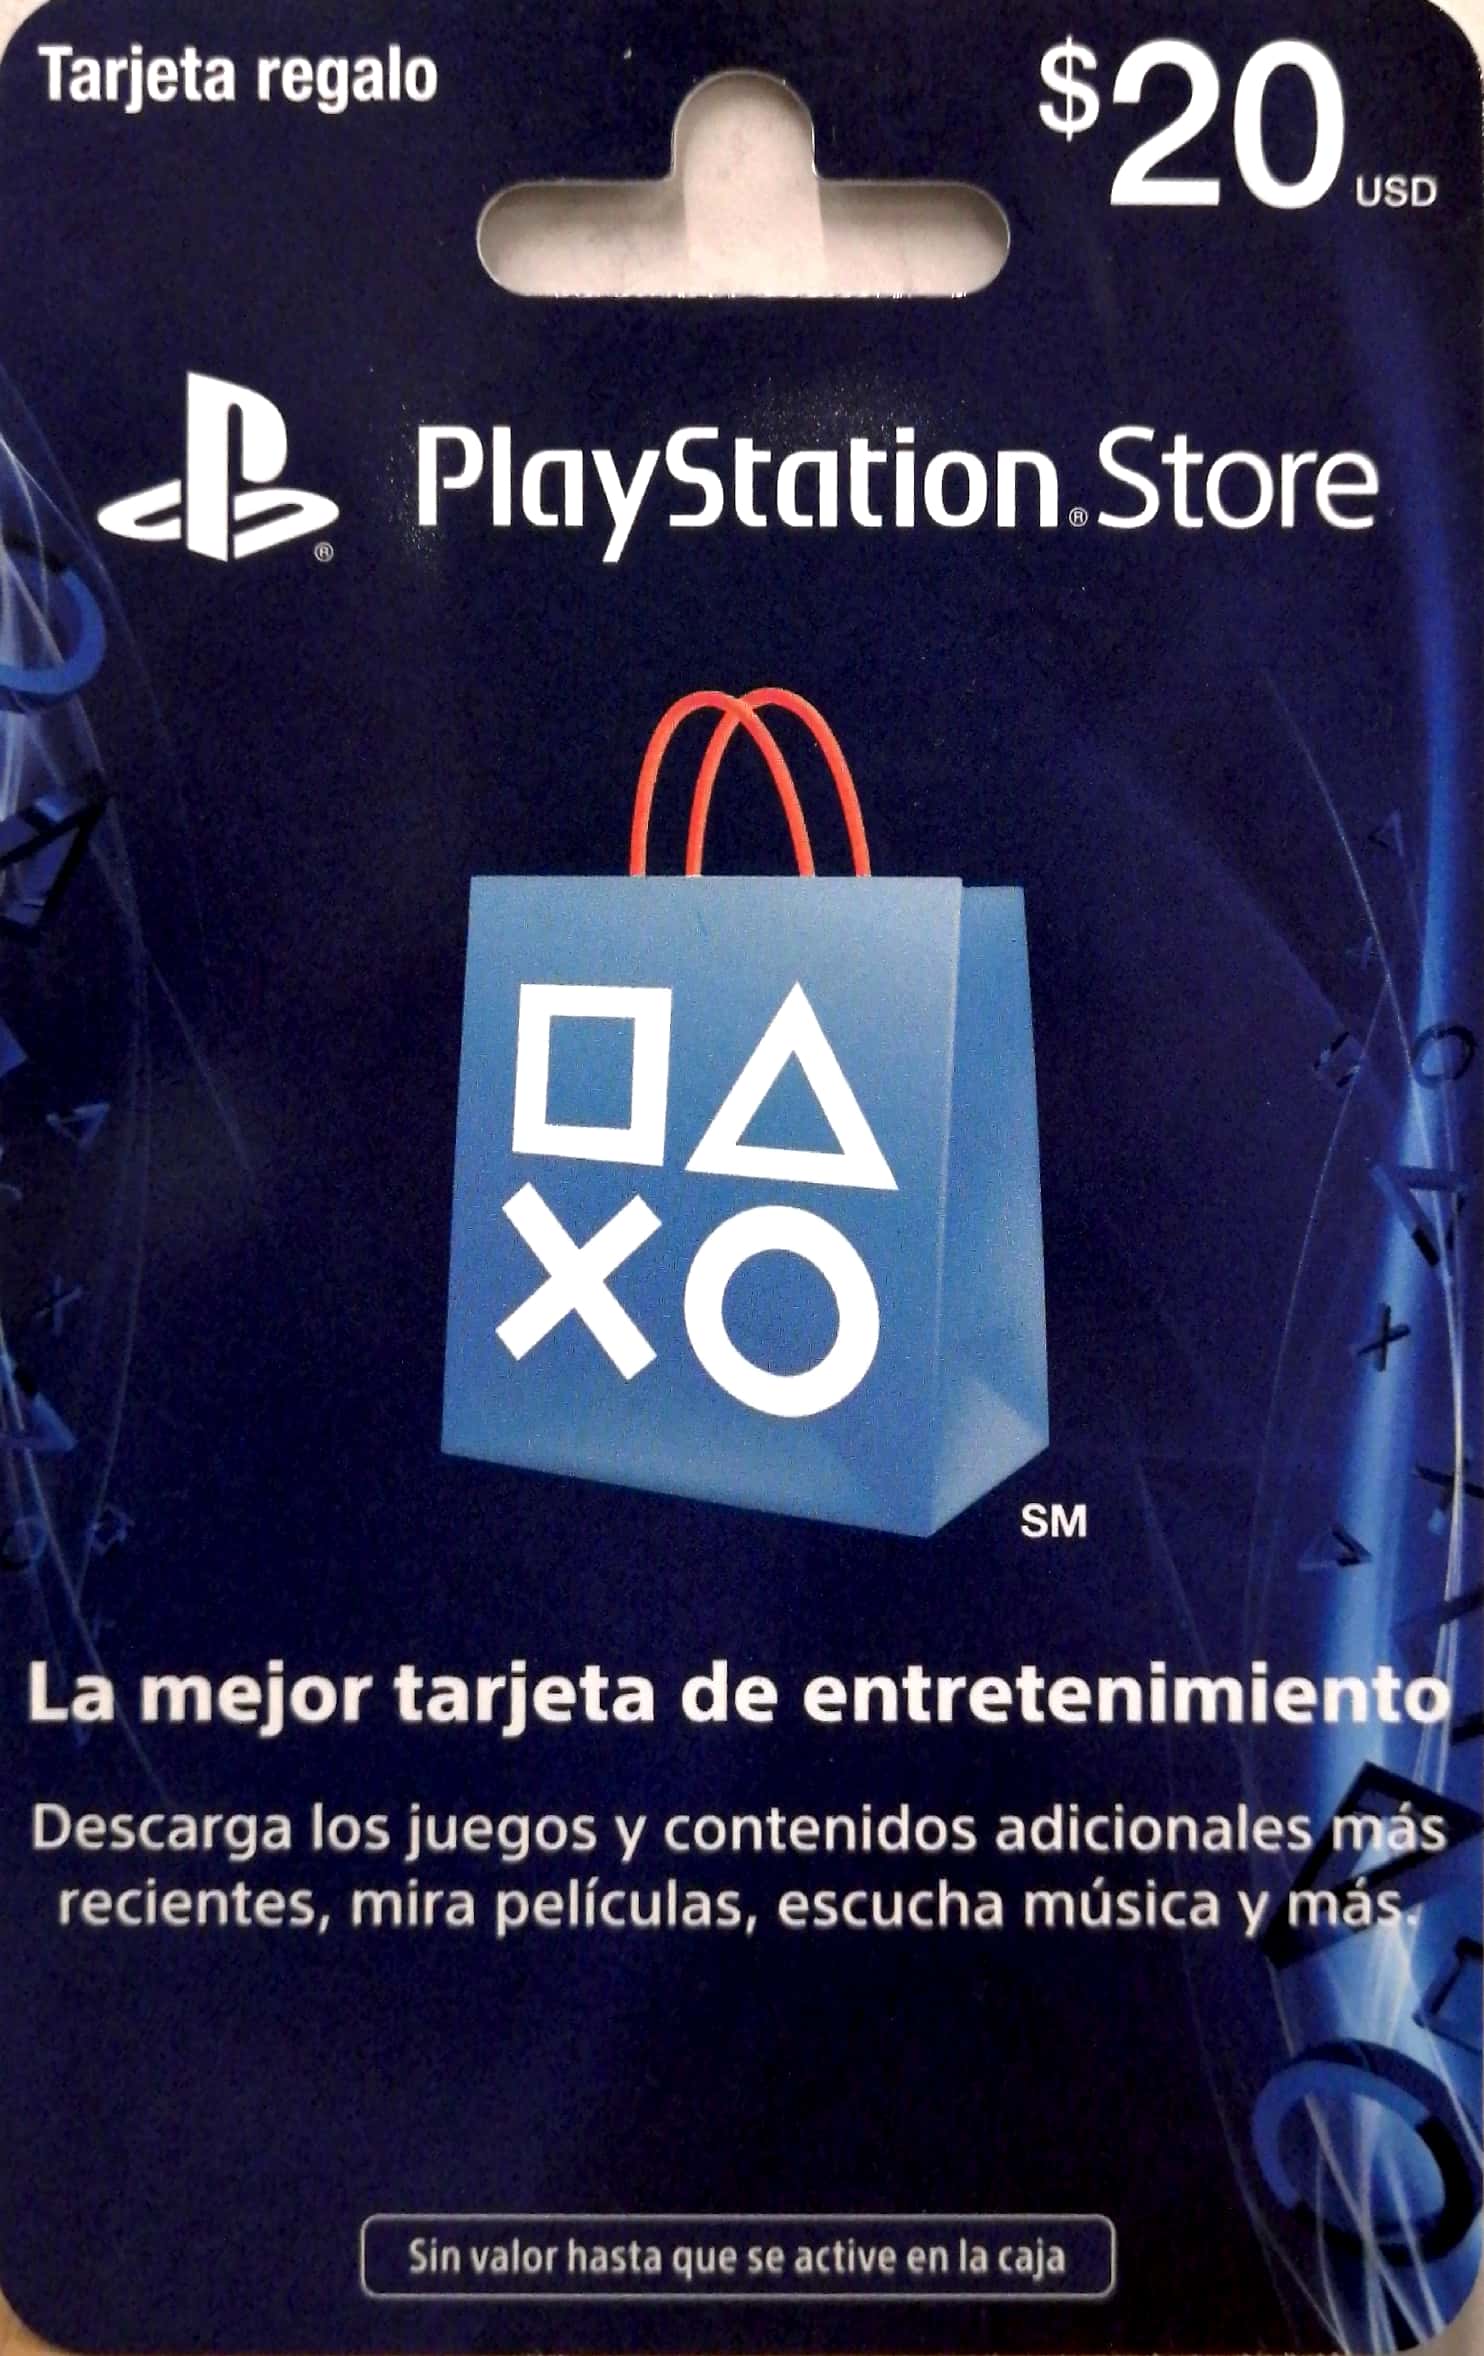 Tarjeta regalo
$20 USD
PlayStation®Store
®
SM
La mejor tarjeta de entretenimiento
Descarga los juegos y contenidos adicionales más
recientes, mira películas, escucha música y más.
Sin valor hasta que se active en la caja